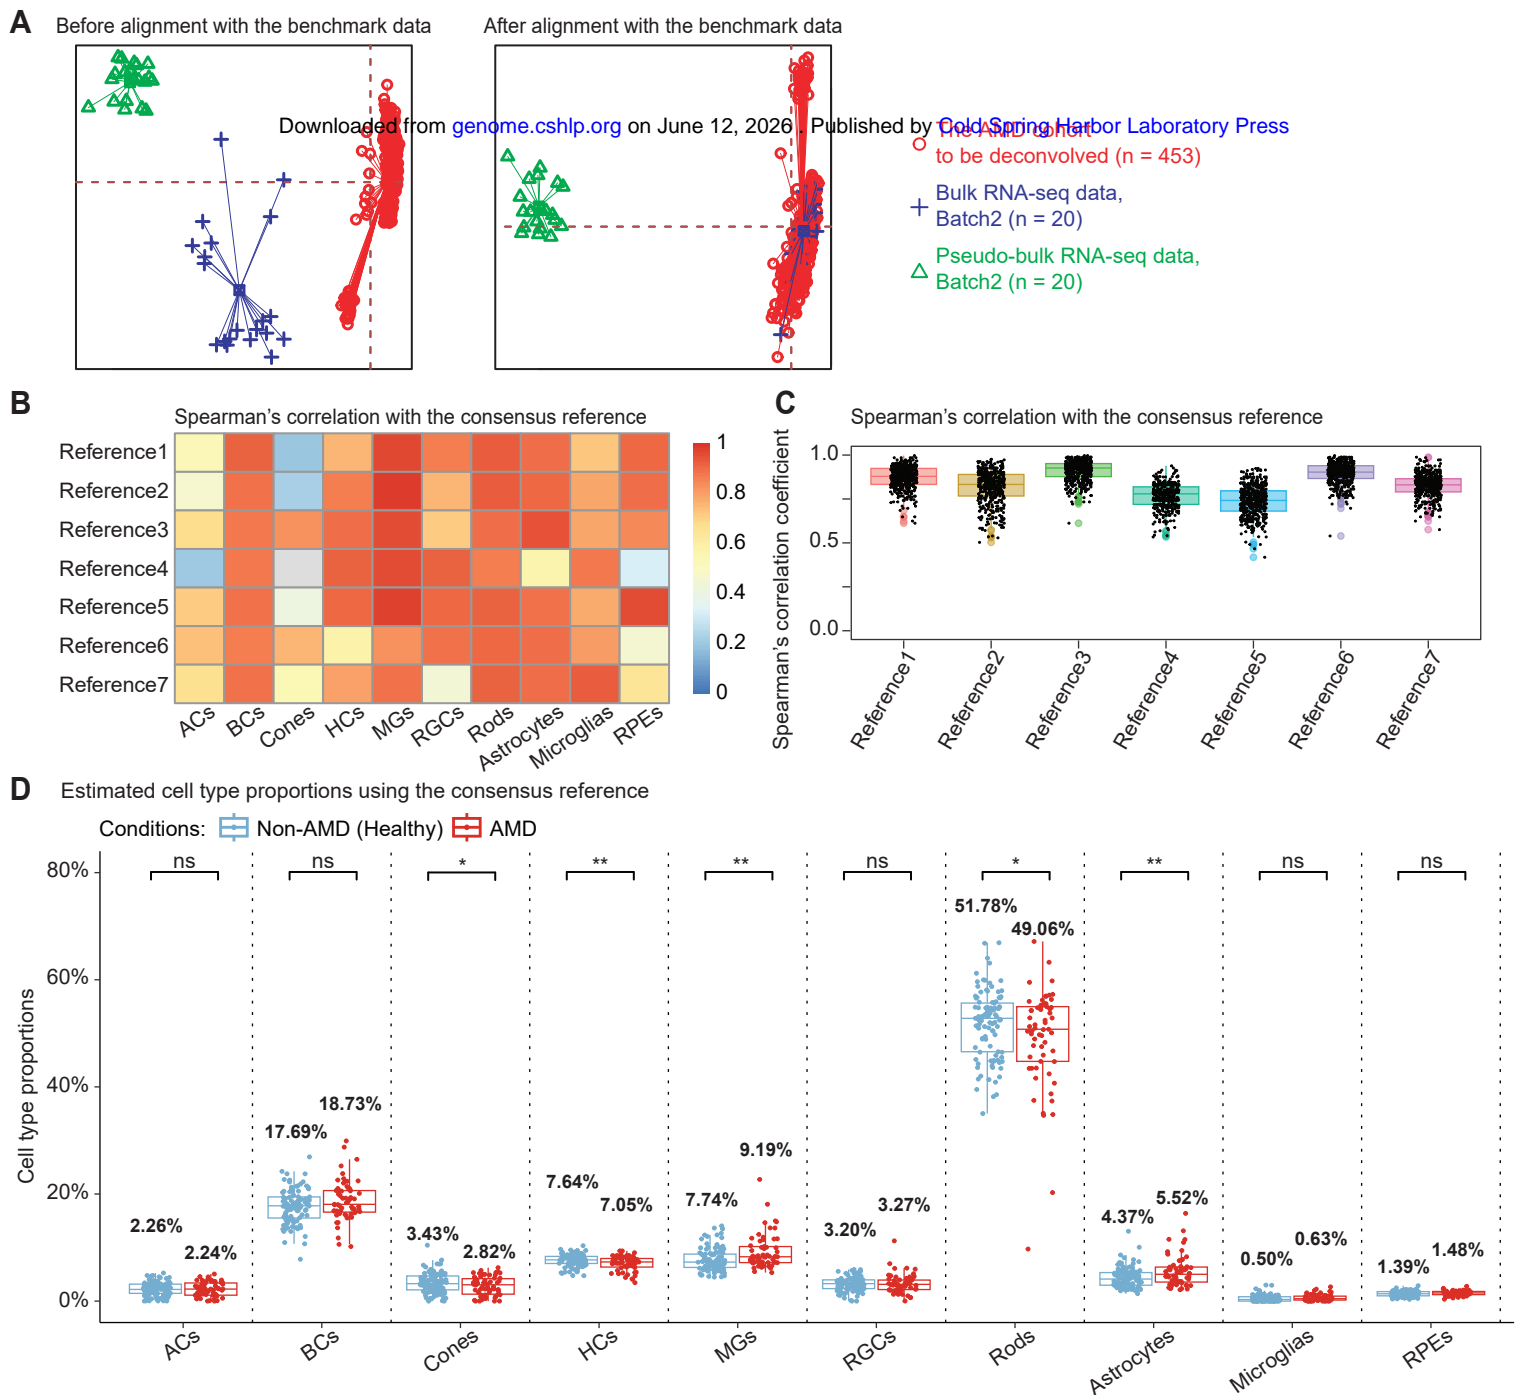 A
Before alignment with the benchmark data
After alignment with the benchmark data
Downloaded from genome.cshlp.org on June 12, 2026 . Published by Cold Spring Harbor Laboratory Press
The AMD cohort
to be deconvolved (n = 453)
Bulk RNA-seq data,
Batch2 (n = 20)
Pseudo-bulk RNA-seq data,
Batch2 (n = 20)
B
Spearman's correlation with the consensus reference
Reference1
Reference2
Reference3
Reference4
Reference5
Reference6
Reference7
ACs
BCs
Cones
HCs
MGs
RGCs
Rods
Astrocytes
Microglias
RPEs
1
0.8
0.6
0.4
0.2
0
C
Spearman's correlation with the consensus reference
Spearman's correlation coefficient
1.0
0.5
0.0
Reference1
Reference2
Reference3
Reference4
Reference5
Reference6
Reference7
D
Estimated cell type proportions using the consensus reference
Conditions: Non-AMD (Healthy) AMD
Cell type proportions
80%
60%
40%
20%
0%
ns
ns
*
**
**
ns
*
**
ns
ns
2.26%
2.24%
17.69%
18.73%
3.43%
2.82%
7.64%
7.05%
7.74%
9.19%
3.20%
3.27%
51.78%
49.06%
4.37%
5.52%
0.50%
0.63%
1.39%
1.48%
ACs
BCs
Cones
HCs
MGs
RGCs
Rods
Astrocytes
Microglias
RPEs